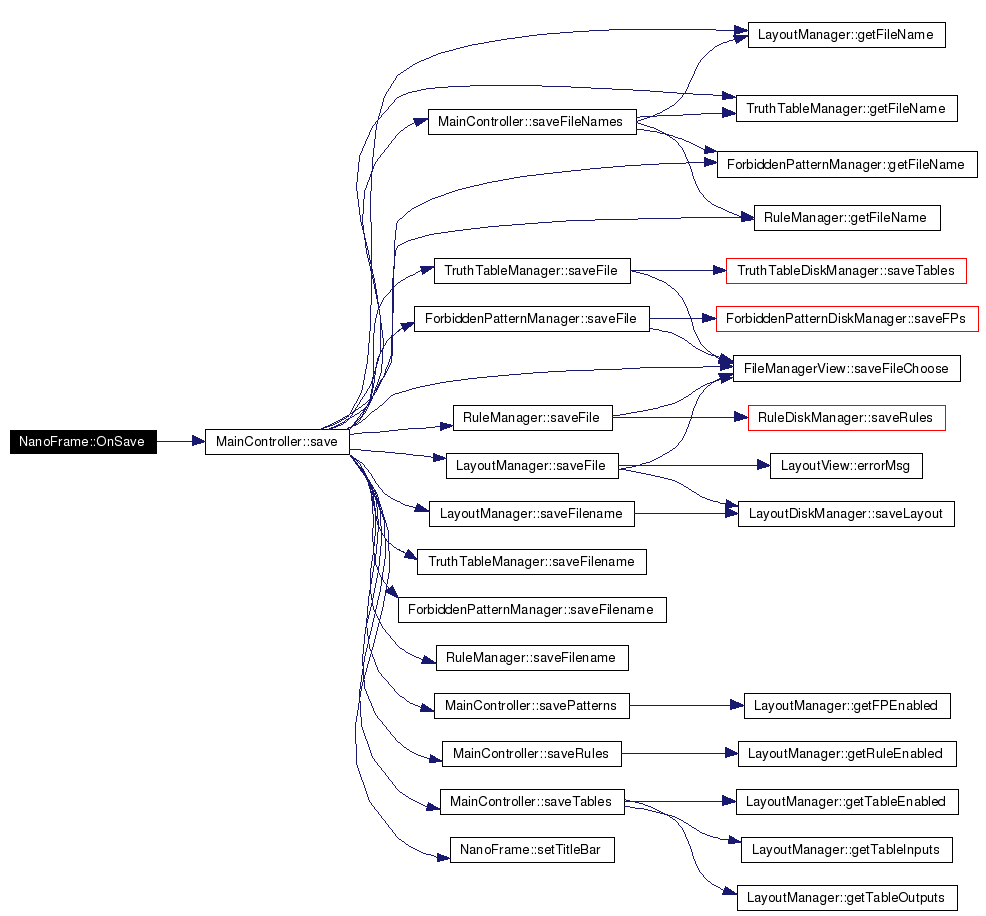 LayoutManager::getFileName
TruthTableManager::getFileName
MainController::saveFileNames
ForbiddenPatternManager::getFileName
RuleManager::getFileName
TruthTableManager::saveFile
TruthTableDiskManager::saveTables
ForbiddenPatternManager::saveFile
ForbiddenPatternDiskManager::saveFPs
FileManagerView::saveFileChoose
RuleManager::saveFile
RuleDiskManager::saveRules
NanoFrame::OnSave
MainController::save
LayoutManager::saveFile
LayoutView::errorMsg
LayoutManager::saveFilename
LayoutDiskManager::saveLayout
TruthTableManager::saveFilename
ForbiddenPatternManager::saveFilename
RuleManager::saveFilename
MainController::savePatterns
LayoutManager::getFPEnabled
MainController::saveRules
LayoutManager::getRuleEnabled
MainController::saveTables
LayoutManager::getTableEnabled
NanoFrame::setTitleBar
LayoutManager::getTableInputs
LayoutManager::getTableOutputs